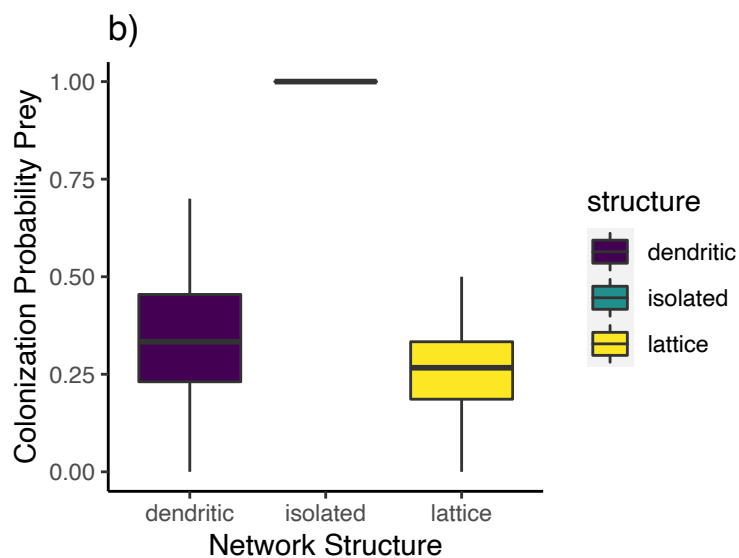 b)
Colonization Probability Prey
1.00
0.75
0.50
0.25
0.00
dendritic isolated lattice
Network Structure
structure
dendritic
isolated
lattice